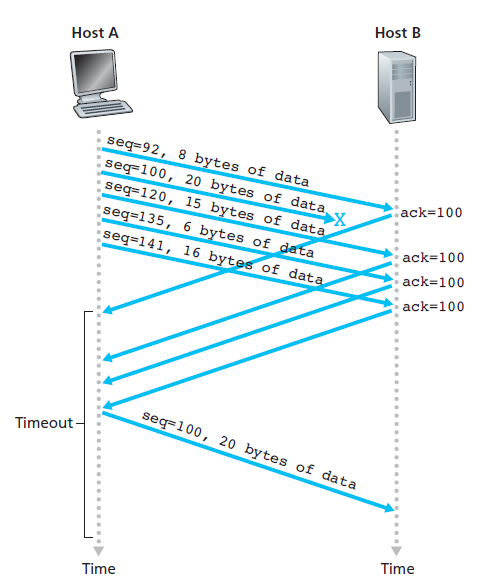 Host A
Host B
seq=92, 8 bytes of data
seq=100, 20 bytes of data
X
seq=120, 15 bytes of data
seq=135, 6 bytes of data
seq=141, 16 bytes of data
ack=100
ack=100
ack=100
ack=100
Timeout
seq=100, 20 bytes of data
Time
Time